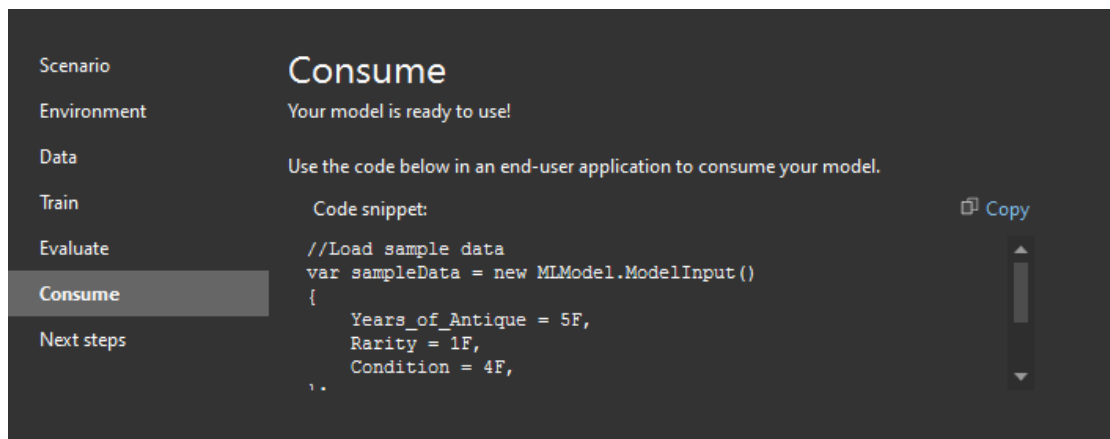 Scenario
Environment
Data
Train
Evaluate
Consume
Next steps
Consume
Your model is ready to use!
Use the code below in an end-user application to consume your model.
Code snippet:
Copy
//Load sample data
var sampleData = new MLModel.ModelInput()
{
    Years_of_Antique = 5F,
    Rarity = 1F,
    Condition = 4F,